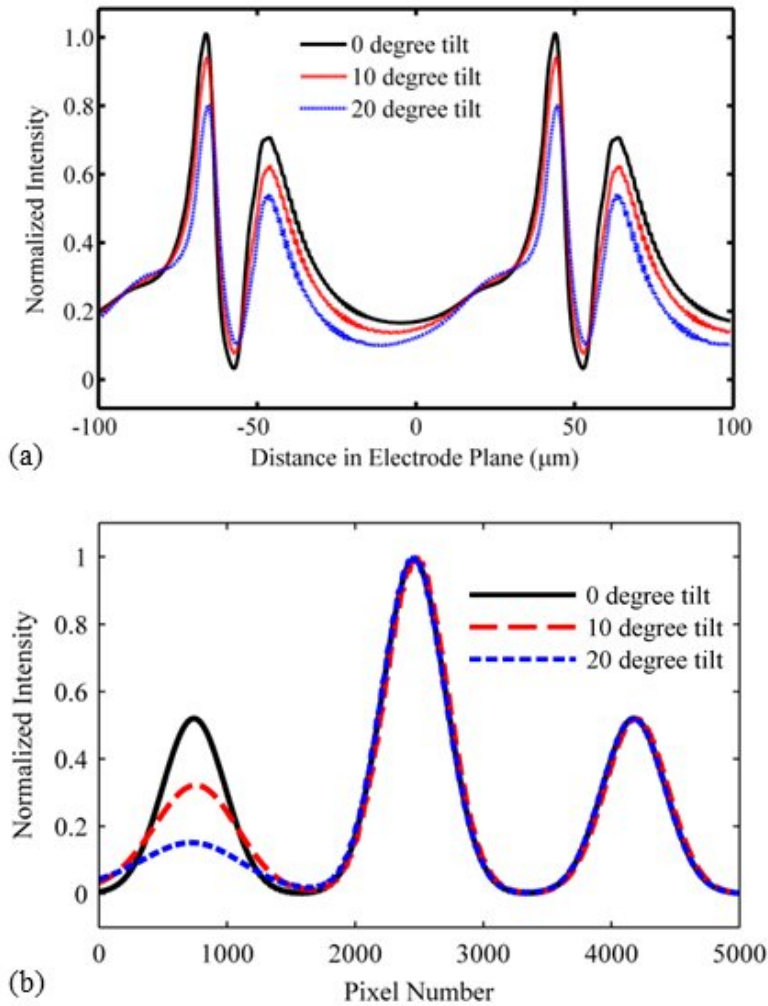 1.0
0.8
0.6
0.4
0.2
0
Normalized Intensity
0 degree tilt
10 degree tilt
20 degree tilt
-100
-50
0
50
100
(a)
Distance in Electrode Plane (μm)
1
0.8
0.6
0.4
0.2
0
Normalized Intensity
0 degree tilt
10 degree tilt
20 degree tilt
0
1000
2000
3000
4000
5000
(b)
Pixel Number